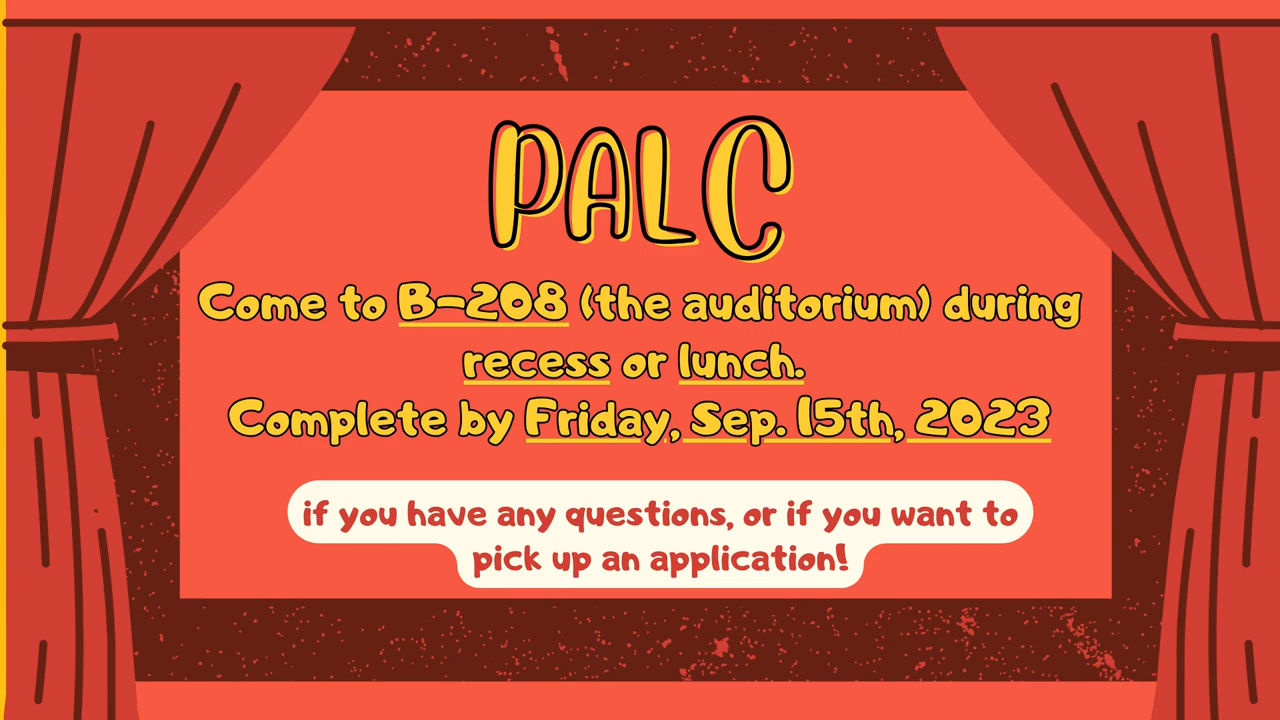 PALC
Come to B-208 (the auditorium) during
recess or lunch.
Complete by Friday, Sep. 15th, 2023
if you have any questions, or if you want to
pick up an application!